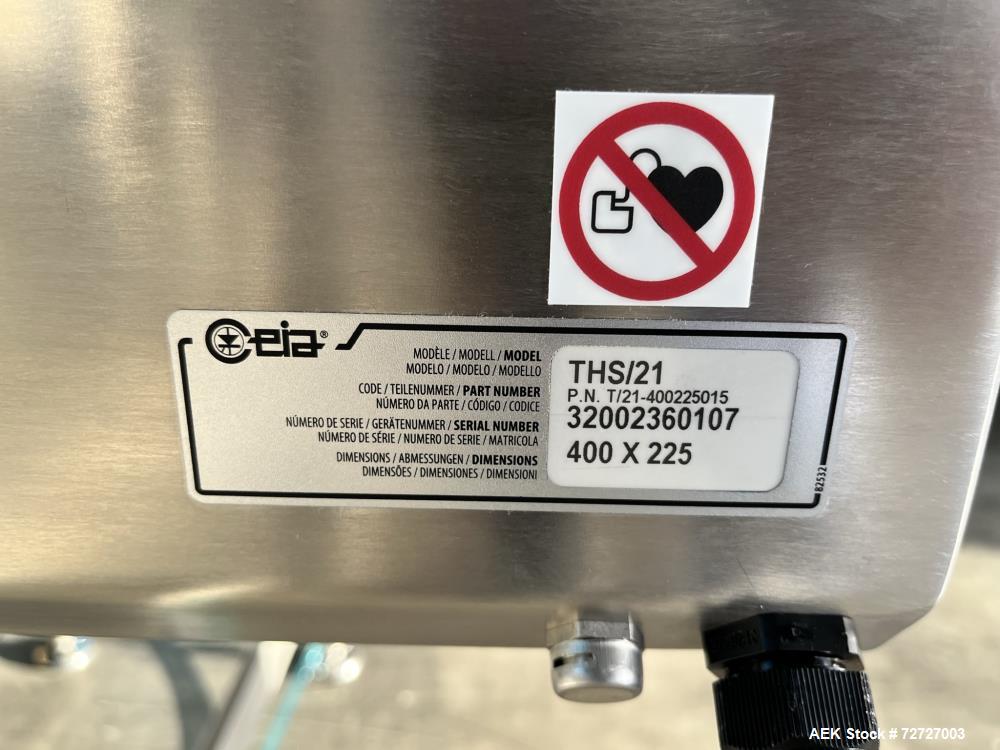 Ceia®
MODÈLE / MODELL / MODEL
MODELO / MODELO / MODELLO
THS/21
CODE / TEILENUMMER / PART NUMBER
NÚMERO DA PARTE / CÓDIGO / CODICE
P.N. T/21-400225015
NÚMERO DE SERIE / GERÄTENUMMER / SERIAL NUMBER
NUMÉRO DE SÉRIE / NUMERO DE SERIE / MATRICOLA
32002360107
DIMENSIONS / ABMESSUNGEN / DIMENSIONS
DIMENSÕES / DIMENSIONES / DIMENSIONI
400 X 225
82532
AEK Stock # 72727003